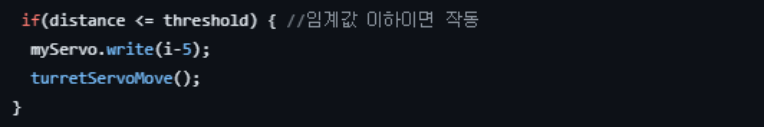 if(distance <= threshold) { //임계값 이하이면 작동
myServo.write(i-5);
turretServoMove();
}